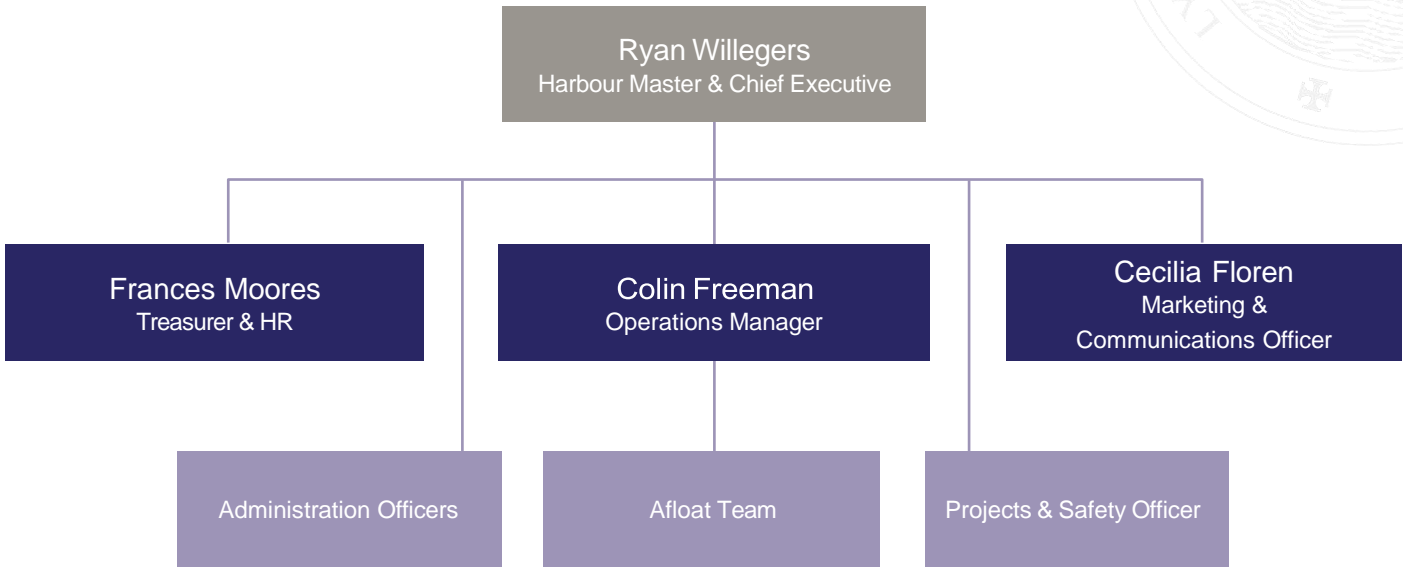 Ryan Willegers
Harbour Master & Chief Executive
Frances Moores
Treasurer & HR
Colin Freeman
Operations Manager
Cecilia Floren
Marketing &
Communications Officer
Administration Officers
Afloat Team
Projects & Safety Officer